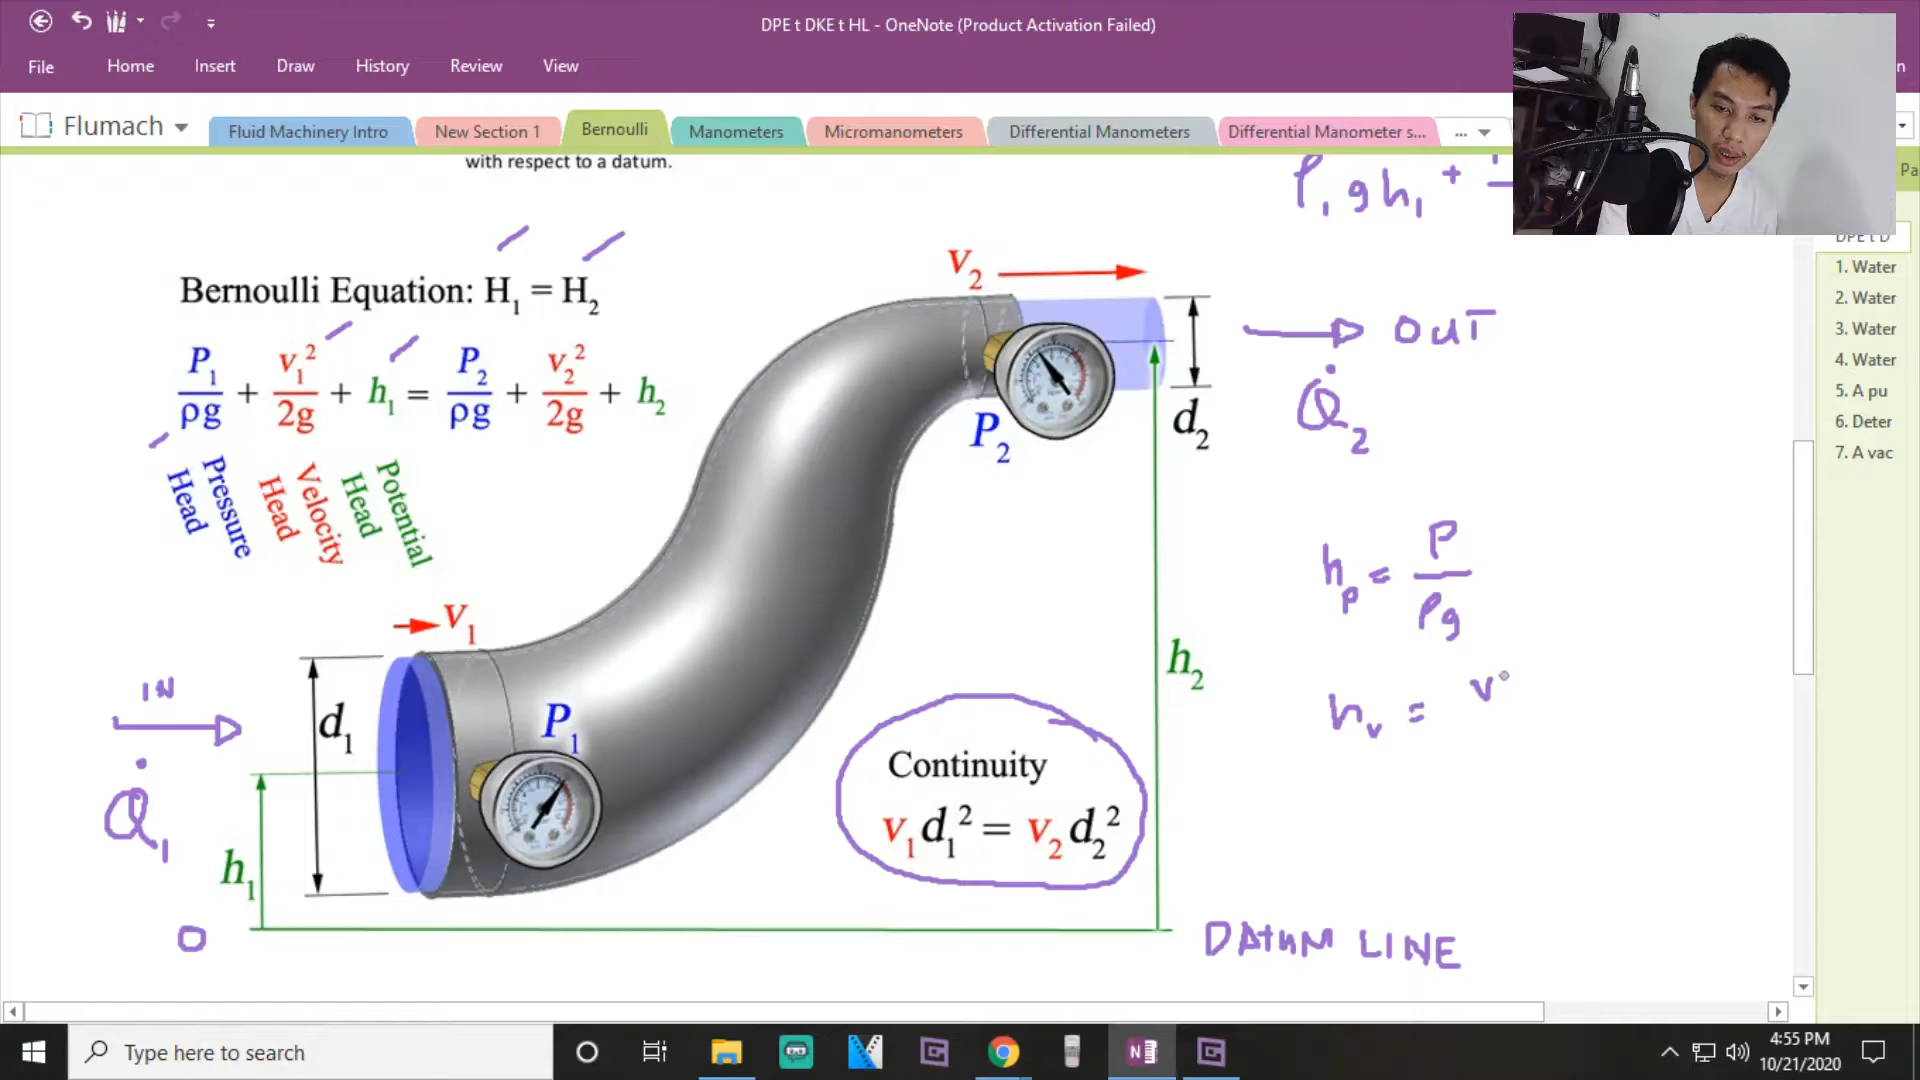 DPE t DKE t HL - OneNote (Product Activation Failed)
File Home Insert Draw History Review View
Flumach
Fluid Machinery Intro New Section 1 Bernoulli Manometers Micromanometers Differential Manometers Differential Manometer s... ...
with respect to a datum.
ρ₁gh₁ +
Bernoulli Equation: H₁ = H₂
P₁/ρg + v₁²/2g + h₁ = P₂/ρg + v₂²/2g + h₂
Pressure Head
Velocity Head
Potential Head
v₂
OUT
Q̇₂
d₂
P₂
hp = P/ρg
hv = v
v₁
IN
d₁
P₁
Q̇₁
h₁
h₂
Continuity
v₁d₁² = v₂d₂²
O
DATUM LINE
DPE t D
1. Water
2. Water
3. Water
4. Water
5. A pu
6. Deter
7. A vac
Type here to search
4:55 PM
10/21/2020